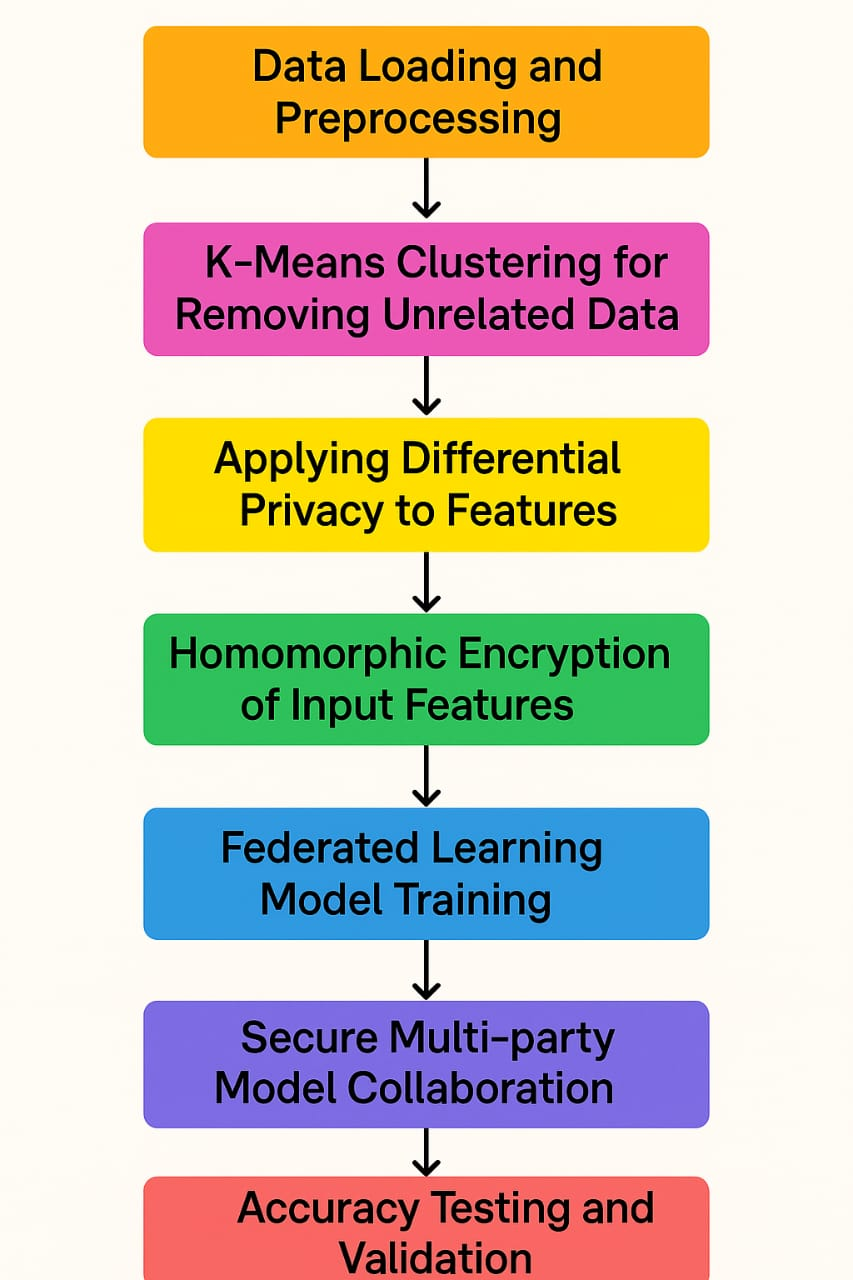 Data Loading and
Preprocessing
K-Means Clustering for
Removing Unrelated Data
Applying Differential
Privacy to Features
Homomorphic Encryption
of Input Features
Federated Learning
Model Training
Secure Multi-party
Model Collaboration
Accuracy Testing and
Validation